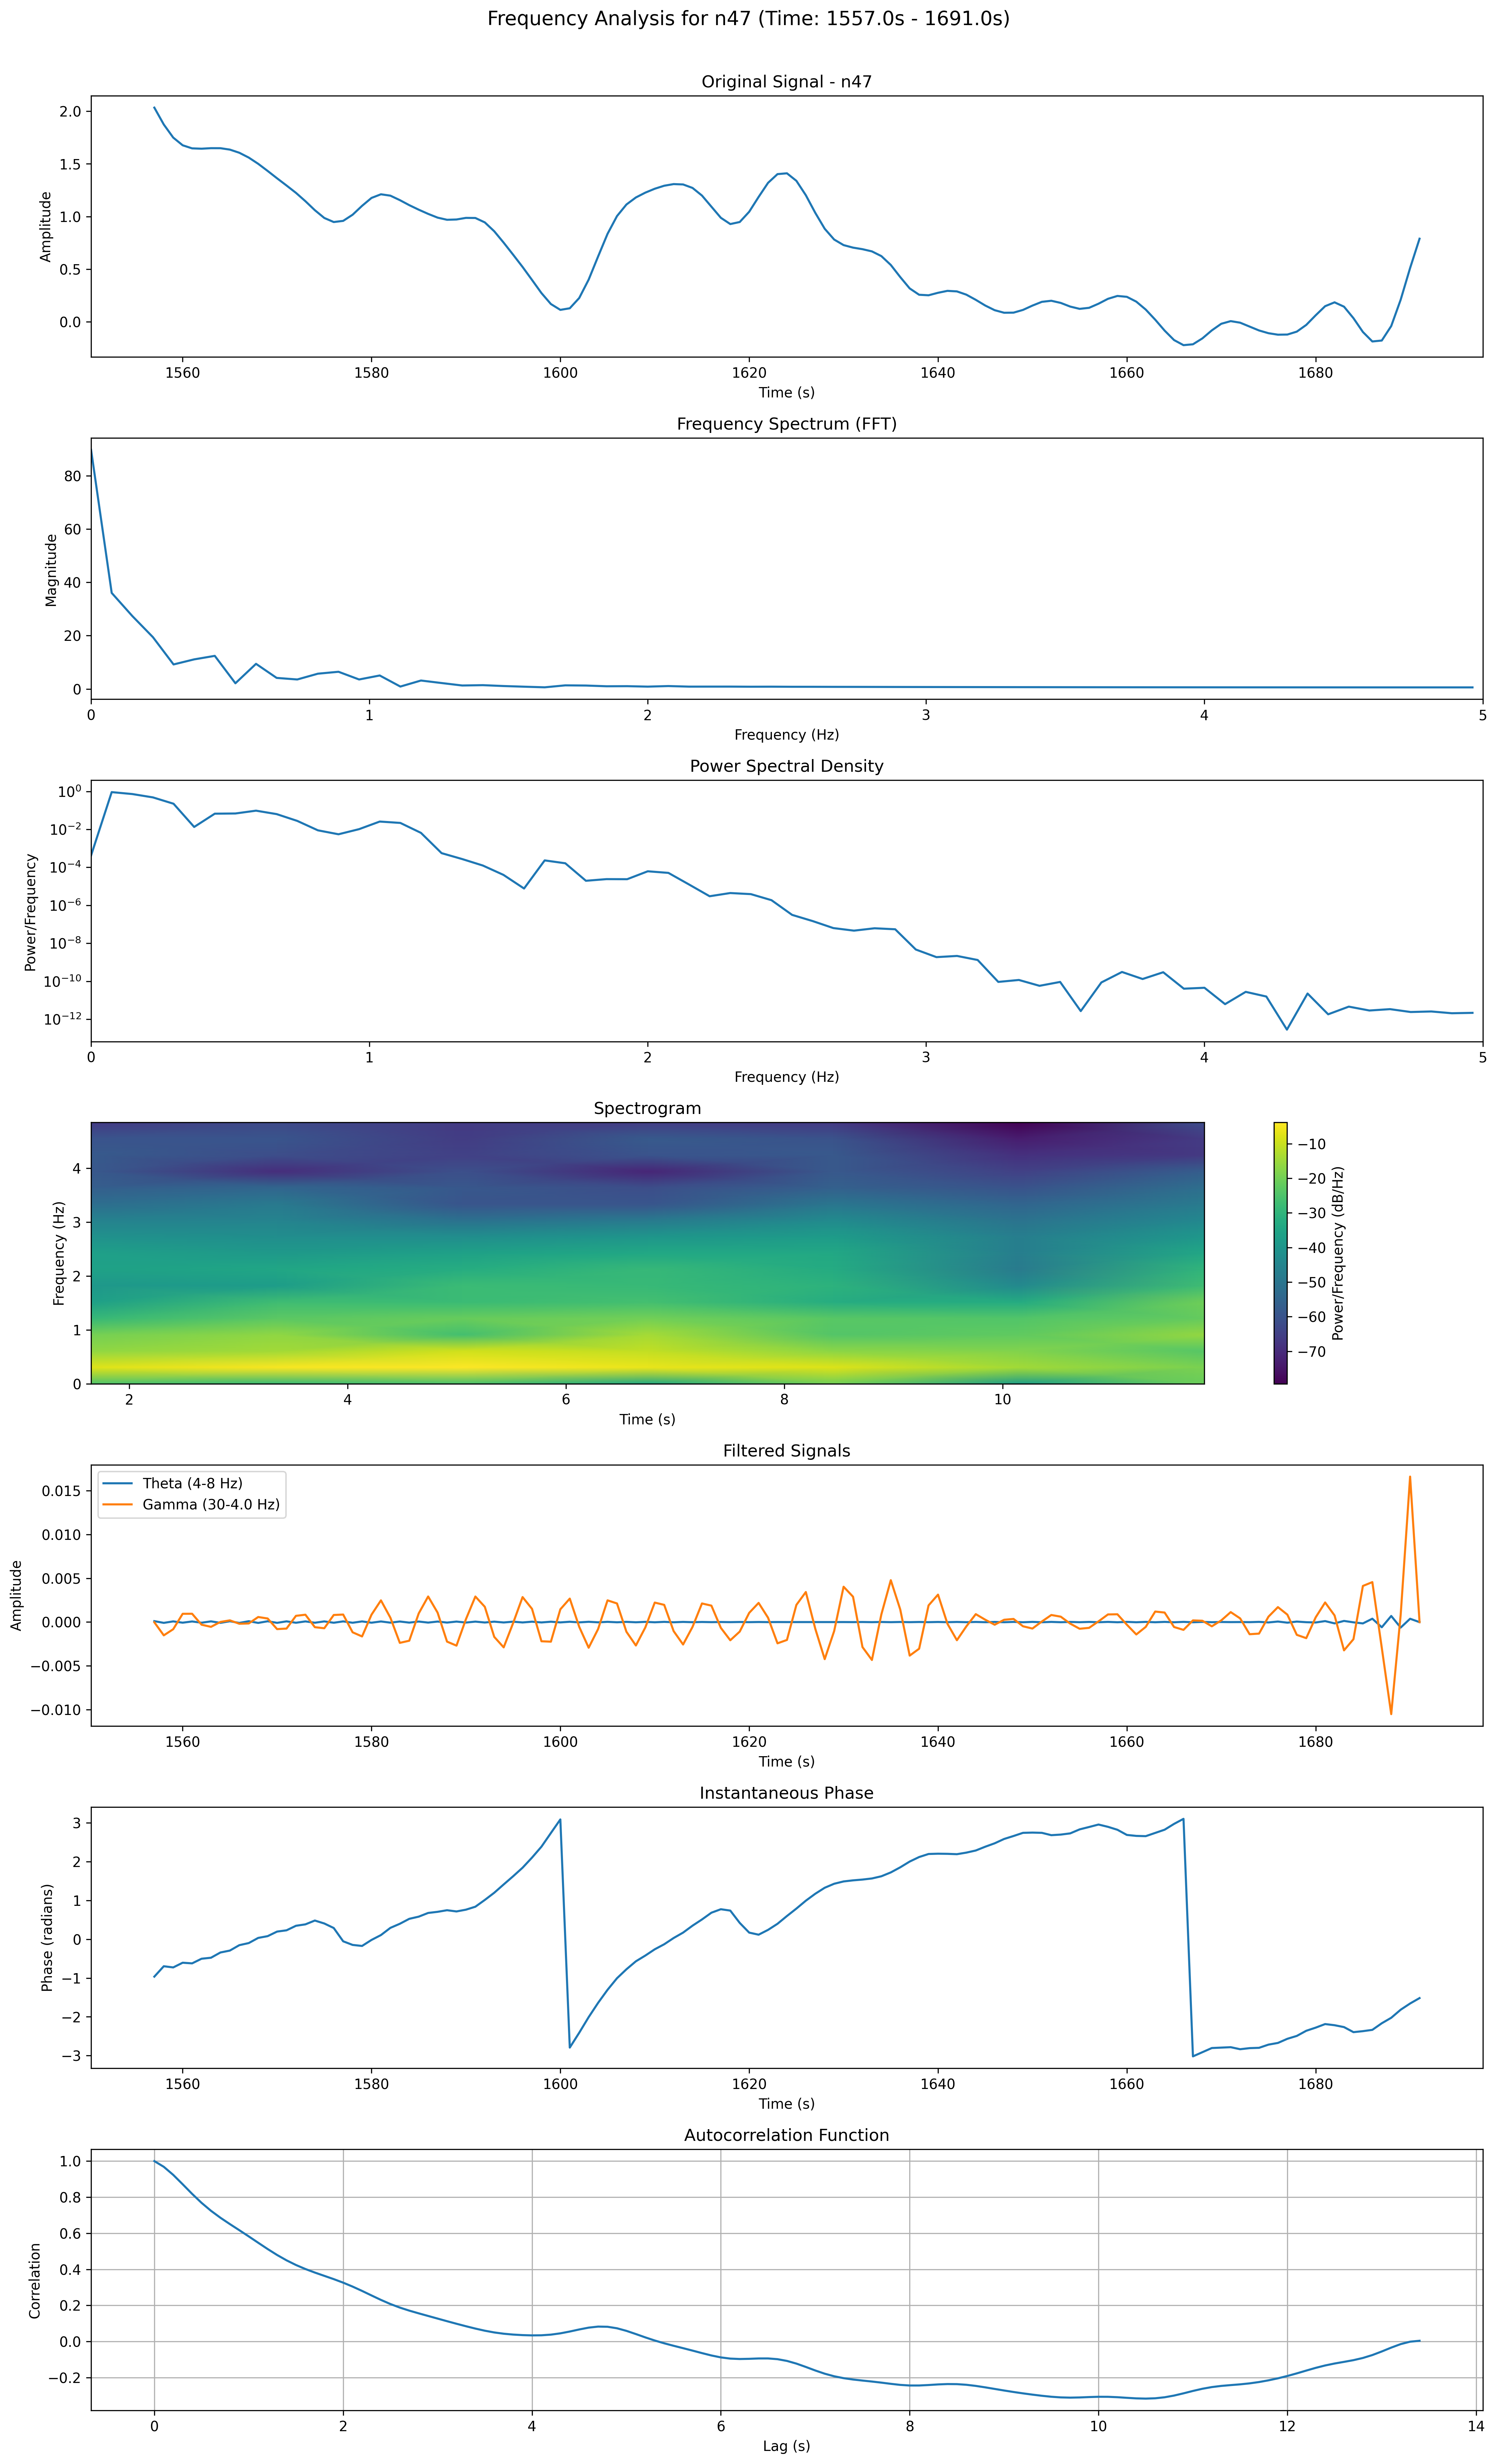 Frequency Analysis for n47 (Time: 1557.0s - 1691.0s)
Original Signal - n47
Amplitude
2.0
1.5
1.0
0.5
0.0
1560 1580 1600 1620 1640 1660 1680
Time (s)
Frequency Spectrum (FFT)
Magnitude
80
60
40
20
0
0 1 2 3 4 5
Frequency (Hz)
Power Spectral Density
Power/Frequency
10⁰
10⁻²
10⁻⁴
10⁻⁶
10⁻⁸
10⁻¹⁰
10⁻¹²
0 1 2 3 4 5
Frequency (Hz)
Spectrogram
Frequency (Hz)
4
3
2
1
0
2 4 6 8 10
Time (s)
−10
−20
−30
−40
−50
−60
−70
Power/Frequency (dB/Hz)
Filtered Signals
Theta (4-8 Hz)
Gamma (30-4.0 Hz)
Amplitude
0.015
0.010
0.005
0.000
−0.005
−0.010
1560 1580 1600 1620 1640 1660 1680
Time (s)
Instantaneous Phase
Phase (radians)
3
2
1
0
−1
−2
−3
1560 1580 1600 1620 1640 1660 1680
Time (s)
Autocorrelation Function
Correlation
1.0
0.8
0.6
0.4
0.2
0.0
−0.2
0 2 4 6 8 10 12 14
Lag (s)